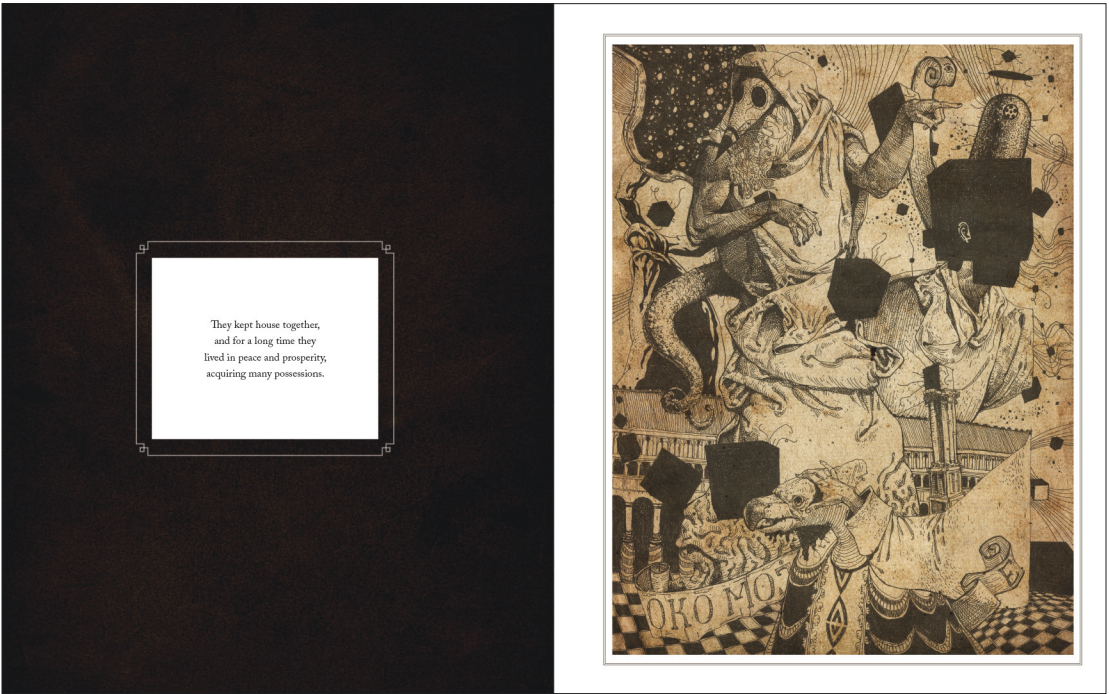 They kept house together,
and for a long time they
lived in peace and prosperity,
acquiring many possessions.
OKO MO
E